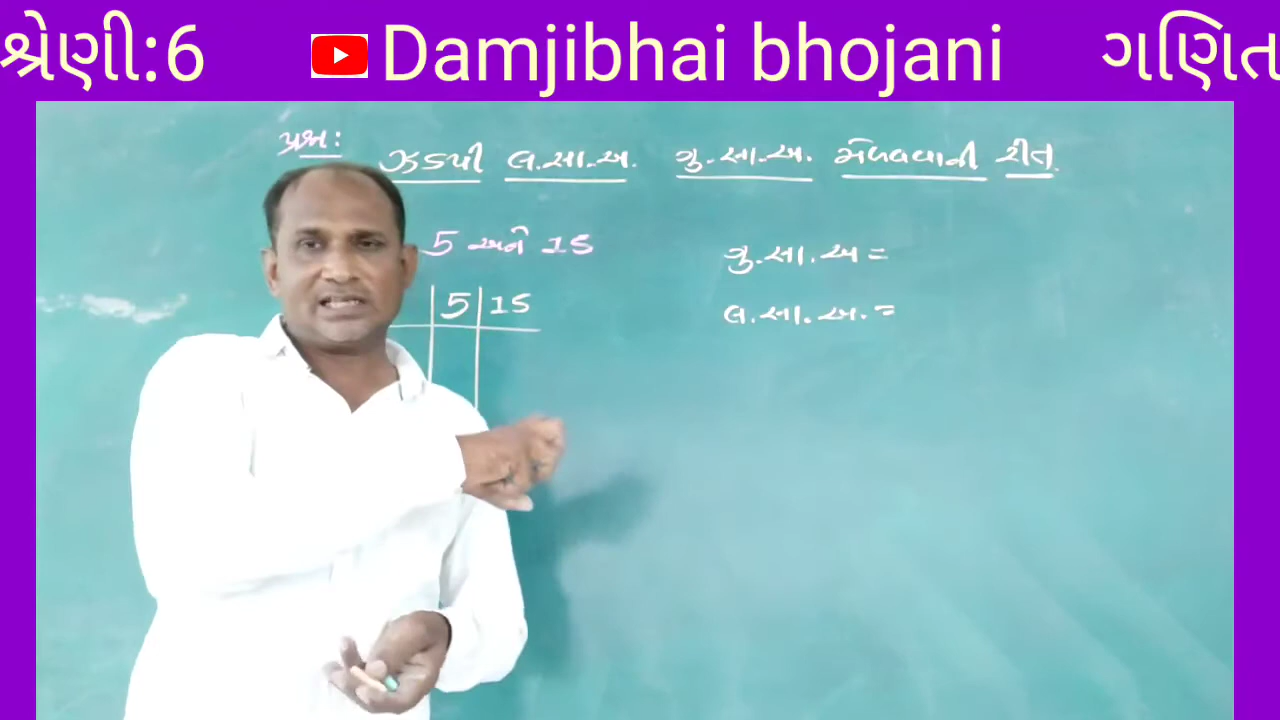 શ્રેણી:6 Damjibhai bhojani ગણિત
પ્રશ્ન:
ઝડપી લ.સા.અ. ગુ.સા.અ. મેળવવાની રીત.
5 અને 15
ગુ.સા.અ =
5 15
લ.સા.અ. =